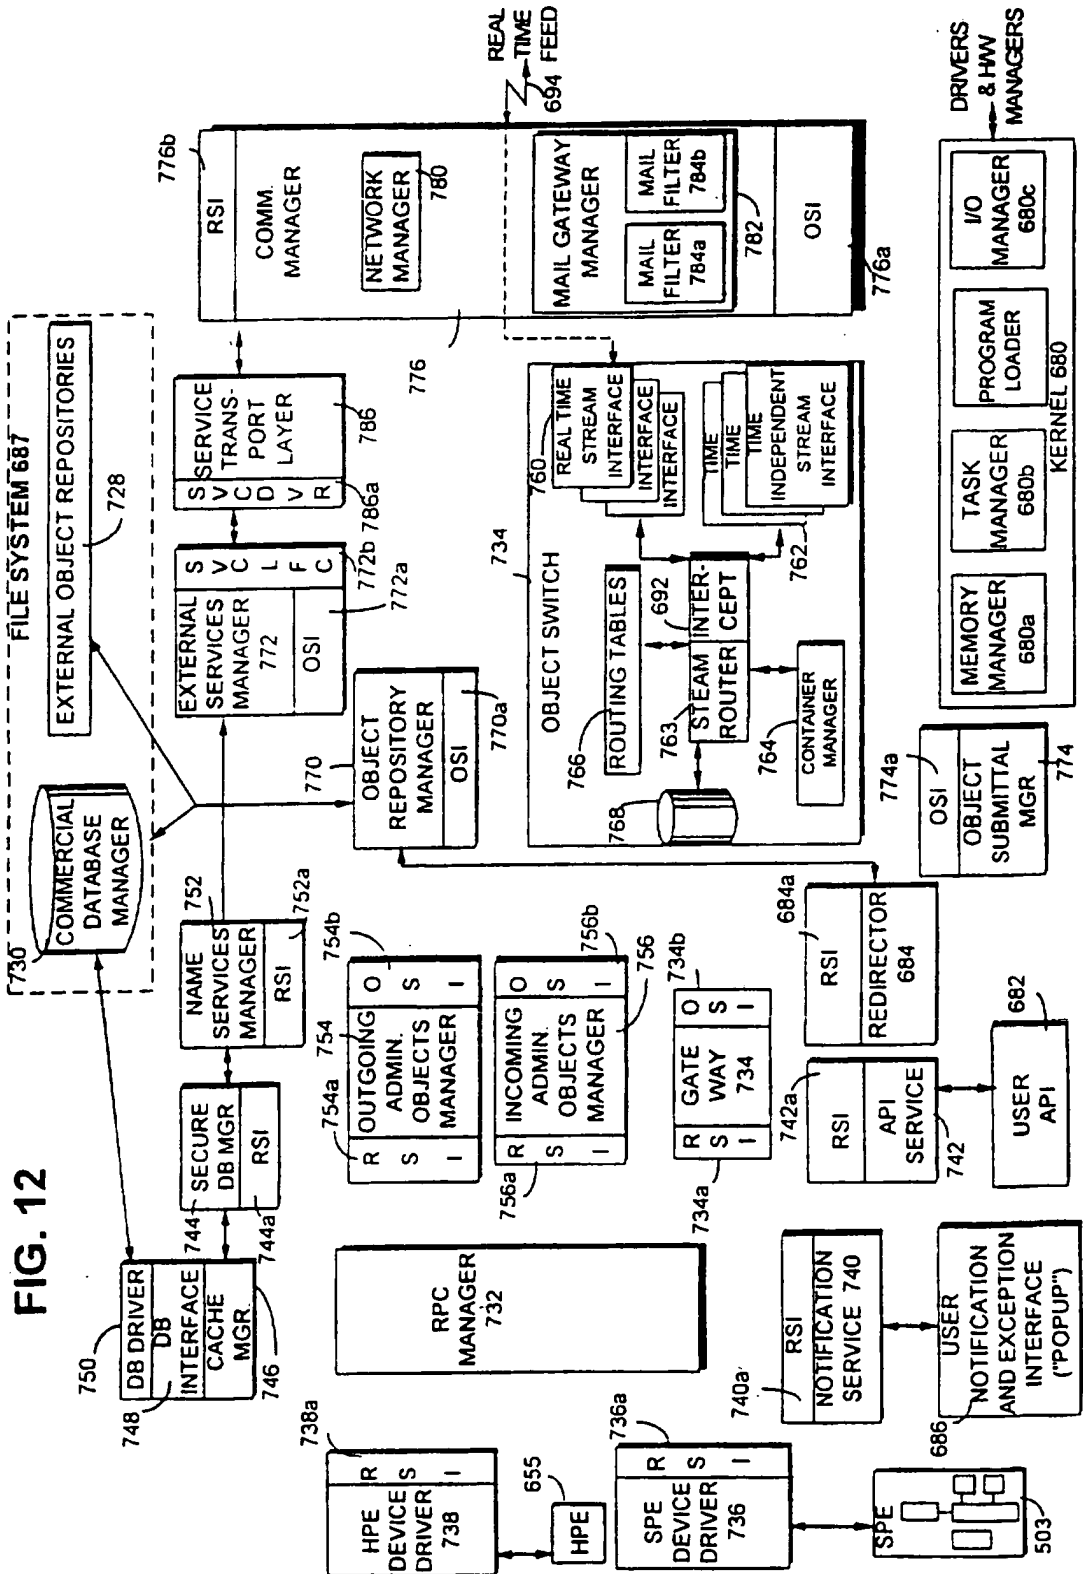 FIG. 12
FILE SYSTEM 687
730
COMMERCIAL
DATABASE
MANAGER
EXTERNAL OBJECT REPOSITORIES
728
750
DB DRIVER
DB
INTERFACE
CACHE
MGR.
748
746
744
SECURE
DB MGR
RSI
744a
752
NAME
SERVICES
MANAGER
RSI
752a
EXTERNAL
SERVICES
MANAGER
772
OSI
772a
S
V
C
L
F
C
772b
S
V
C
D
V
R
786a
SERVICE
TRANS-
PORT
LAYER
786
776b
RSI
COMM.
MANAGER
NETWORK
MANAGER
780
776
MAIL GATEWAY
MANAGER
MAIL
FILTER
784a
MAIL
FILTER
784b
782
OSI
776a
REAL
TIME
FEED
694
738a
HPE
DEVICE
DRIVER
738
R
S
I
655
HPE
736a
SPE
DEVICE
DRIVER
736
R
S
I
SPE
503
RPC
MANAGER
732
754a
R
S
I
754
OUTGOING
ADMIN.
OBJECTS
MANAGER
O
S
I
754b
756a
R
S
I
INCOMING
ADMIN.
OBJECTS
MANAGER
756
O
S
I
756b
734a
R
S
I
GATE
WAY
734
O
S
I
734b
770
OBJECT
REPOSITORY
MANAGER
OSI
770a
734
OBJECT SWITCH
766
ROUTING TABLES
768
763
STEAM
ROUTER
692
INTER-
CEPT
764
CONTAINER
MANAGER
760
REAL TIME
STREAM
INTERFACE
INTERFACE
INTERFACE
TIME
TIME
TIME
INDEPENDENT
STREAM
INTERFACE
762
740a
RSI
NOTIFICATION
SERVICE 740
686
USER
NOTIFICATION
AND EXCEPTION
INTERFACE
("POPUP")
742a
RSI
API
SERVICE
742
USER
API
682
684a
RSI
REDIRECTOR
684
774a
OSI
OBJECT
SUBMITTAL
MGR
774
MEMORY
MANAGER
680a
TASK
MANAGER
680b
PROGRAM
LOADER
I/O
MANAGER
680c
KERNEL 680
DRIVERS
& H/W
MANAGERS